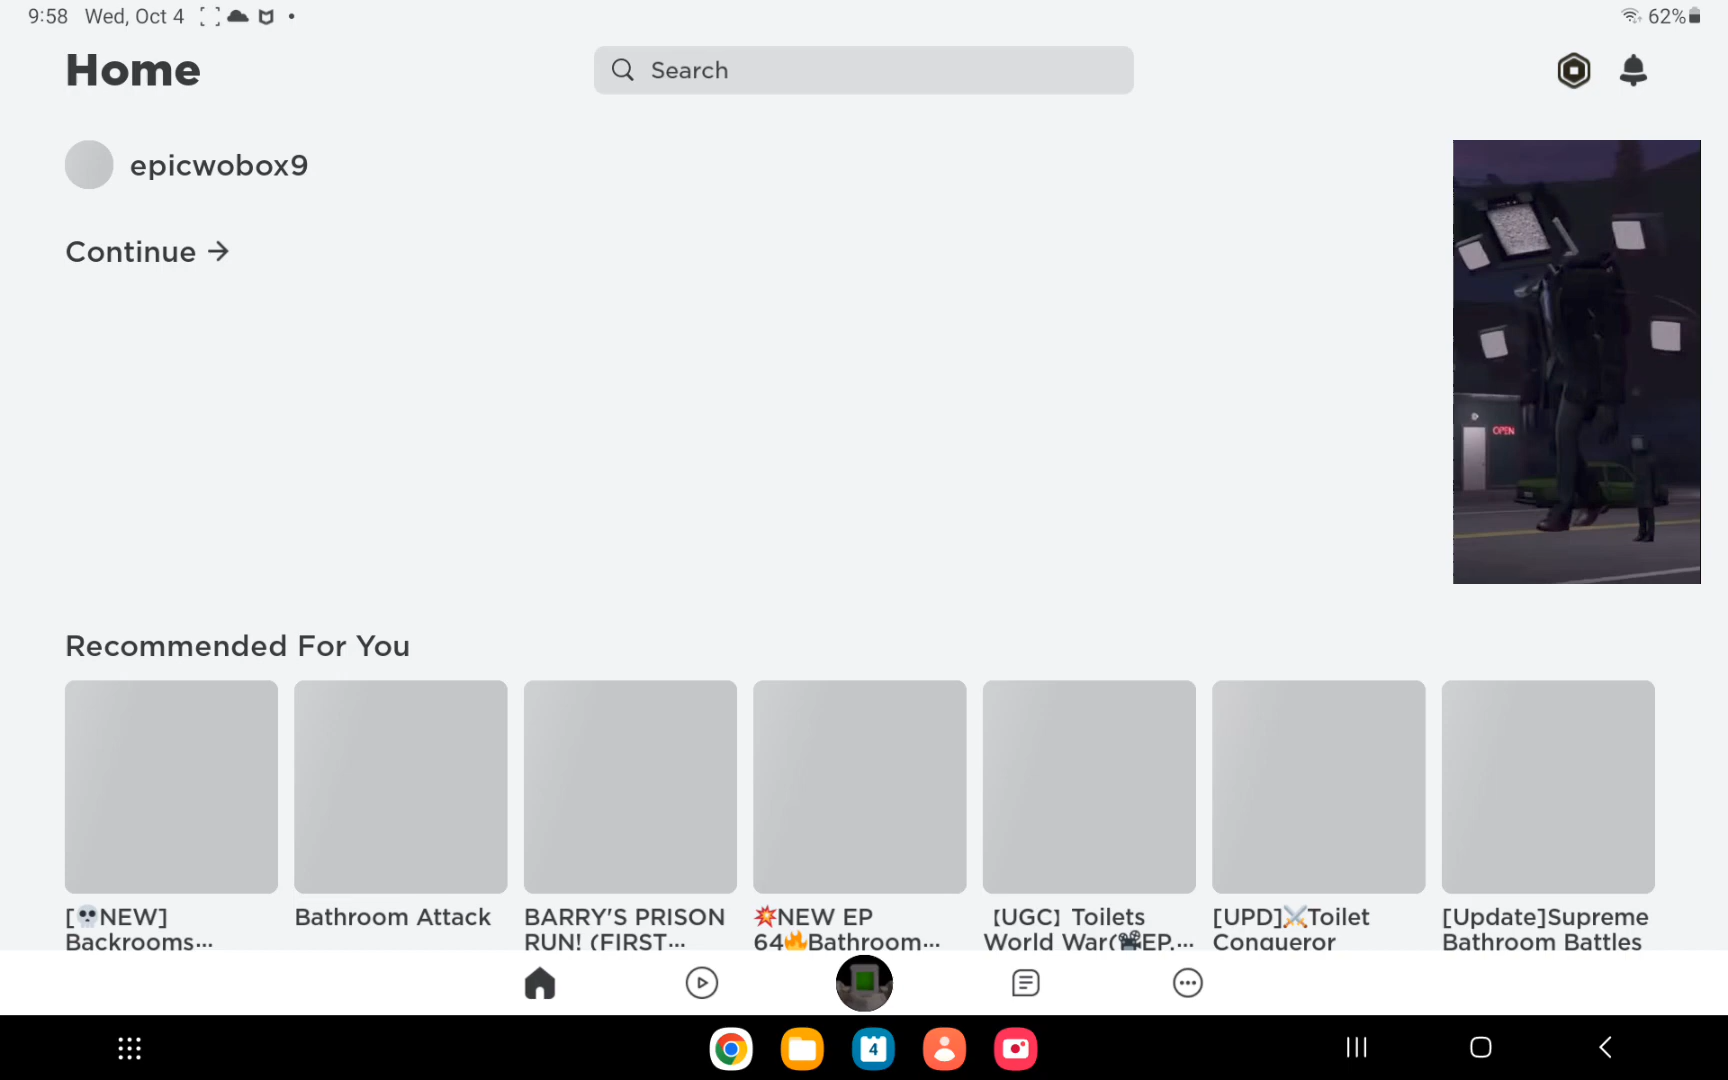 9:58 Wed, Oct 4
62%
Home
Search
epicwobox9
Continue →
OPEN
Recommended For You
[💀NEW] Backrooms...
Bathroom Attack
BARRY'S PRISON RUN! (FIRST...
💥NEW EP 64🔥Bathroom...
【UGC】Toilets World War(📽EP....
[UPD]⚔️Toilet Conqueror
[Update]Supreme Bathroom Battles
4